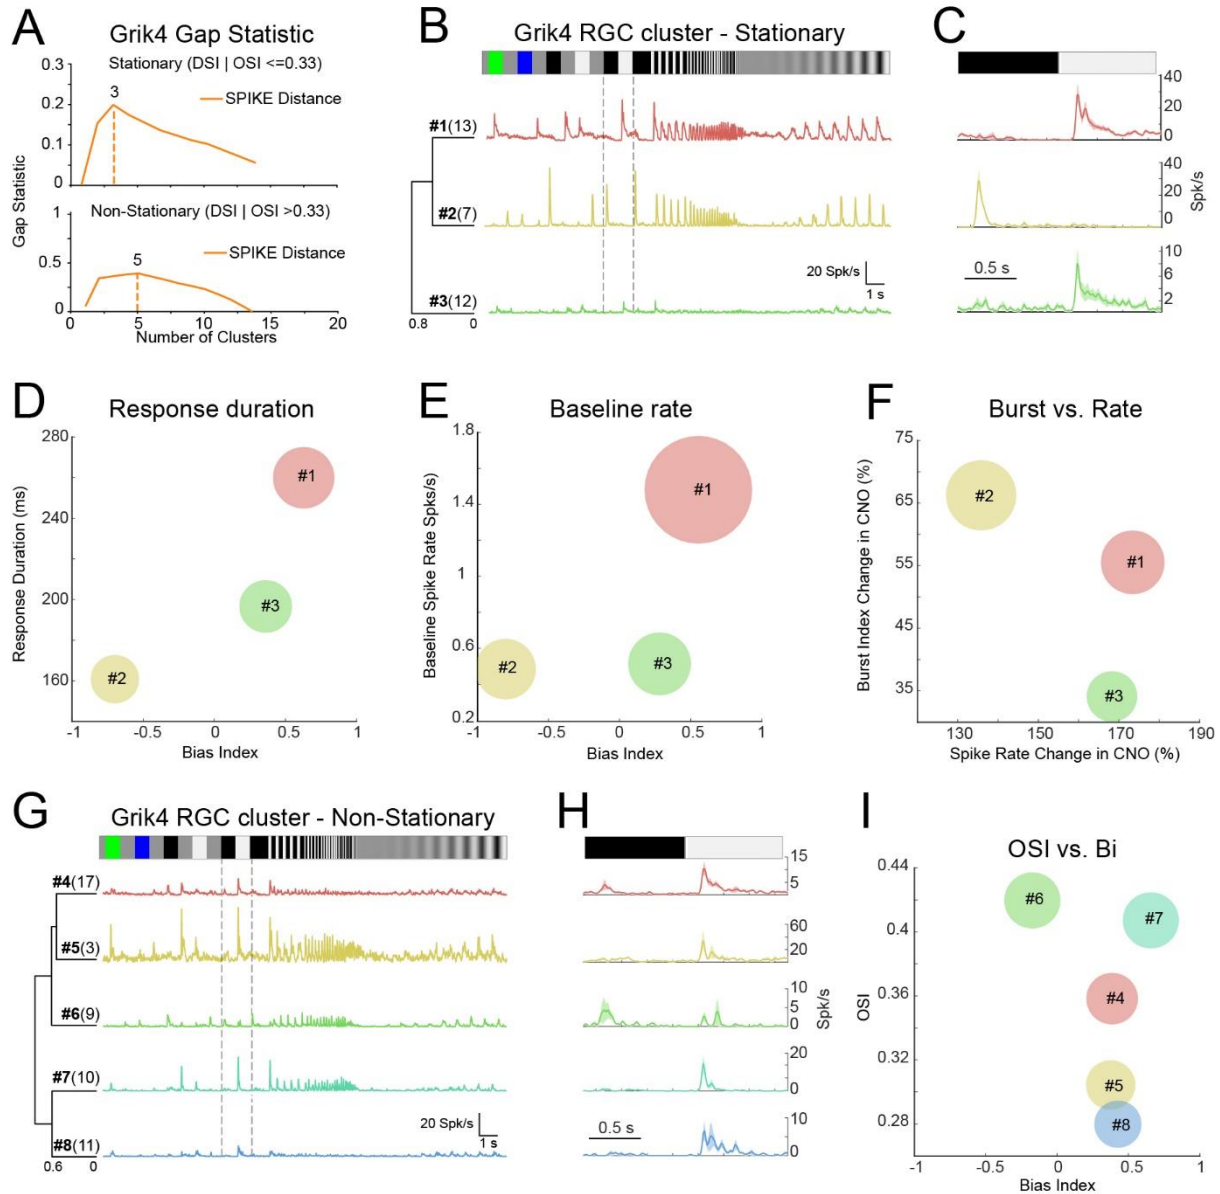 A
Grik4 Gap Statistic
Stationary (DSI | OSI <=0.33)
0.3
0.2
0.1
0
3
SPIKE Distance
Gap Statistic
Non-Stationary (DSI | OSI >0.33)
1
0.5
0
5
SPIKE Distance
0 5 10 15 20
Number of Clusters
B
Grik4 RGC cluster - Stationary
#1(13)
#2(7)
#3(12)
0.8 0
20 Spk/s
1 s
C
40
20
0
40
20
0
Spk/s
10
6
2
0.5 s
D
Response duration
280
240
200
160
Response Duration (ms)
#1
#3
#2
-1 -0.5 0 0.5 1
Bias Index
E
Baseline rate
1.8
1.4
1
0.6
0.2
Baseline Spike Rate Spks/s)
#1
#2
#3
-1 -0.5 0 0.5 1
Bias Index
F
Burst vs. Rate
75
65
55
45
35
Burst Index Change in CNO (%)
#2
#1
#3
130 150 170 190
Spike Rate Change in CNO (%)
G
Grik4 RGC cluster - Non-Stationary
#4(17)
#5(3)
#6(9)
#7(10)
#8(11)
0.6 0
20 Spk/s
1 s
H
15
5
60
20
10
5
0
Spk/s
20
0
10
0
0.5 s
I
OSI vs. Bi
0.44
0.4
0.36
0.32
0.28
OSI
#6
#7
#4
#5
#8
-1 -0.5 0 0.5 1
Bias Index